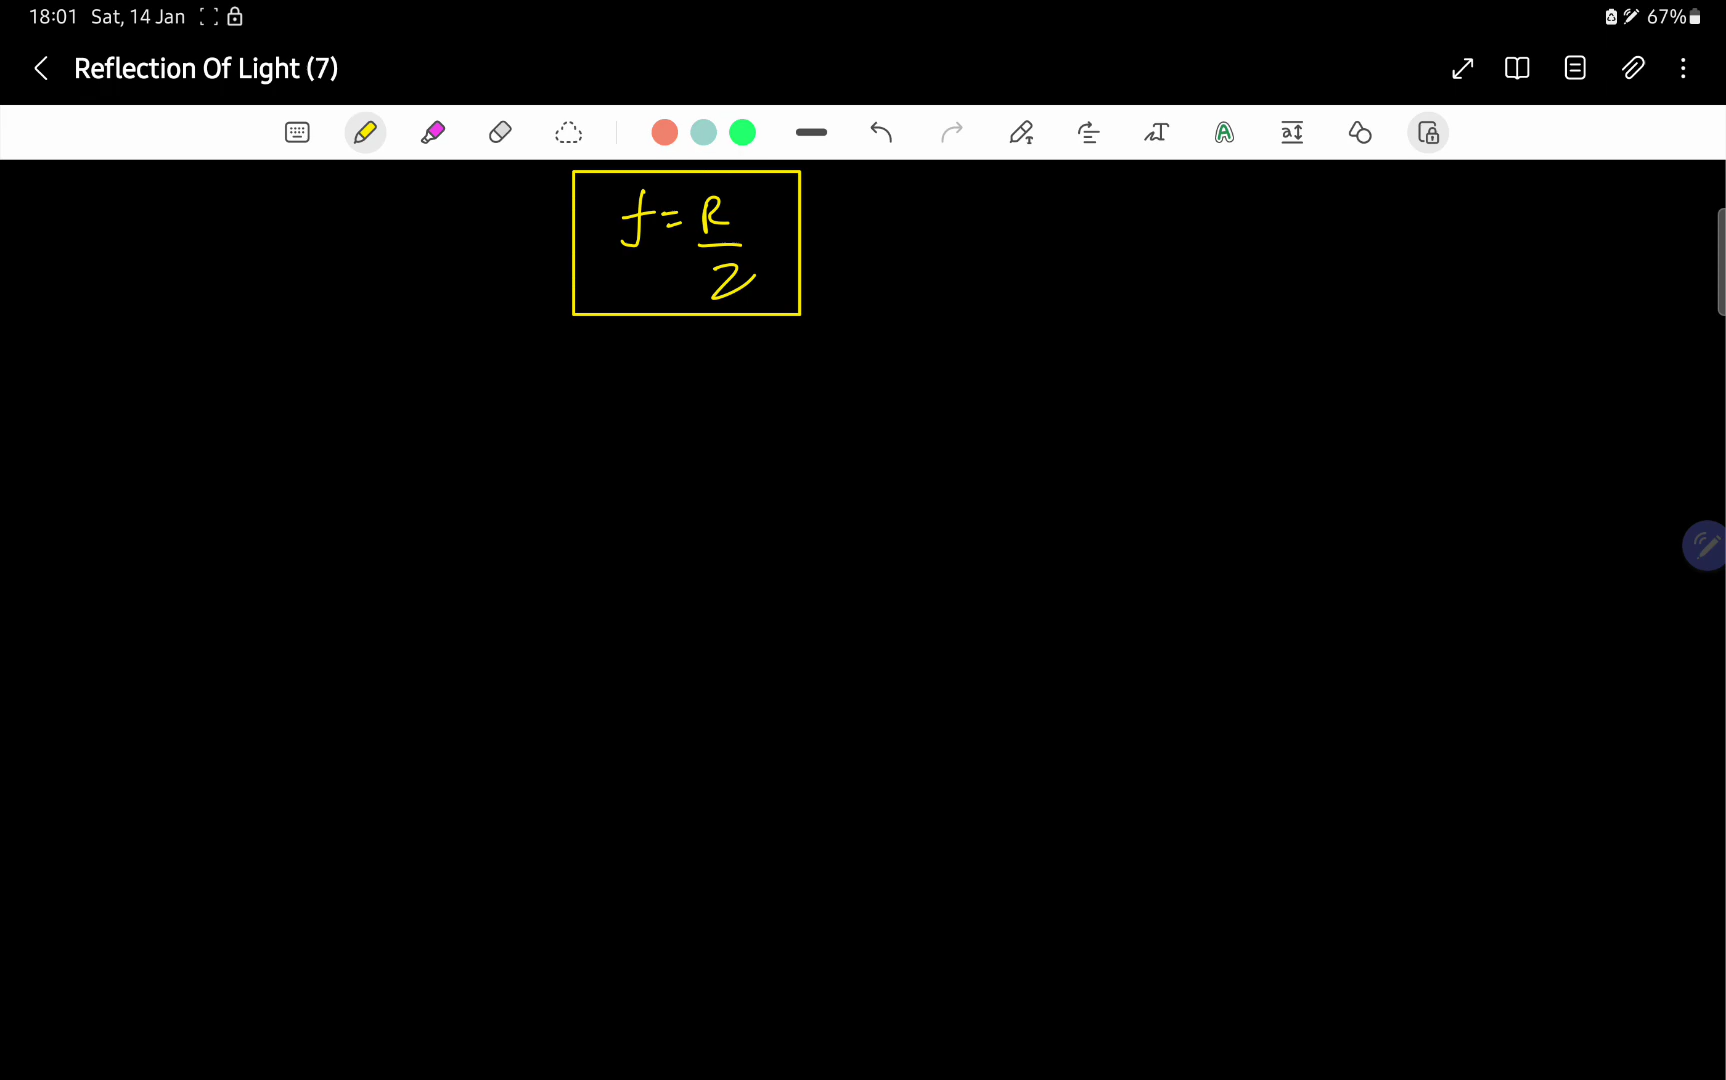 18:01 Sat, 14 Jan 67%
Reflection Of Light (7)
f = R
2